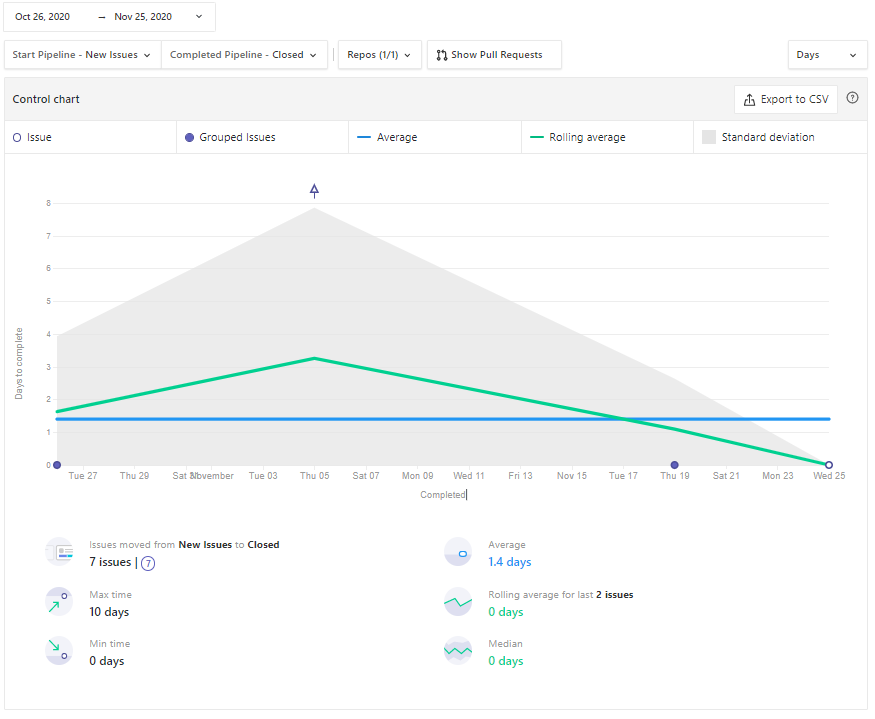 Oct 26, 2020 → Nov 25, 2020
Start Pipeline - New Issues Completed Pipeline - Closed Repos (1/1) Show Pull Requests Days
Control chart Export to CSV ?
Issue Grouped Issues Average Rolling average Standard deviation
8
7
6
5
4
3
2
1
0
Days to complete
Tue 27 Thu 29 Sat 31 November Tue 03 Thu 05 Sat 07 Mon 09 Wed 11 Fri 13 Nov 15 Tue 17 Thu 19 Sat 21 Mon 23 Wed 25
Completed
Issues moved from New Issues to Closed
7 issues | 7
Average
1.4 days
Max time
10 days
Rolling average for last 2 issues
0 days
Min time
0 days
Median
0 days